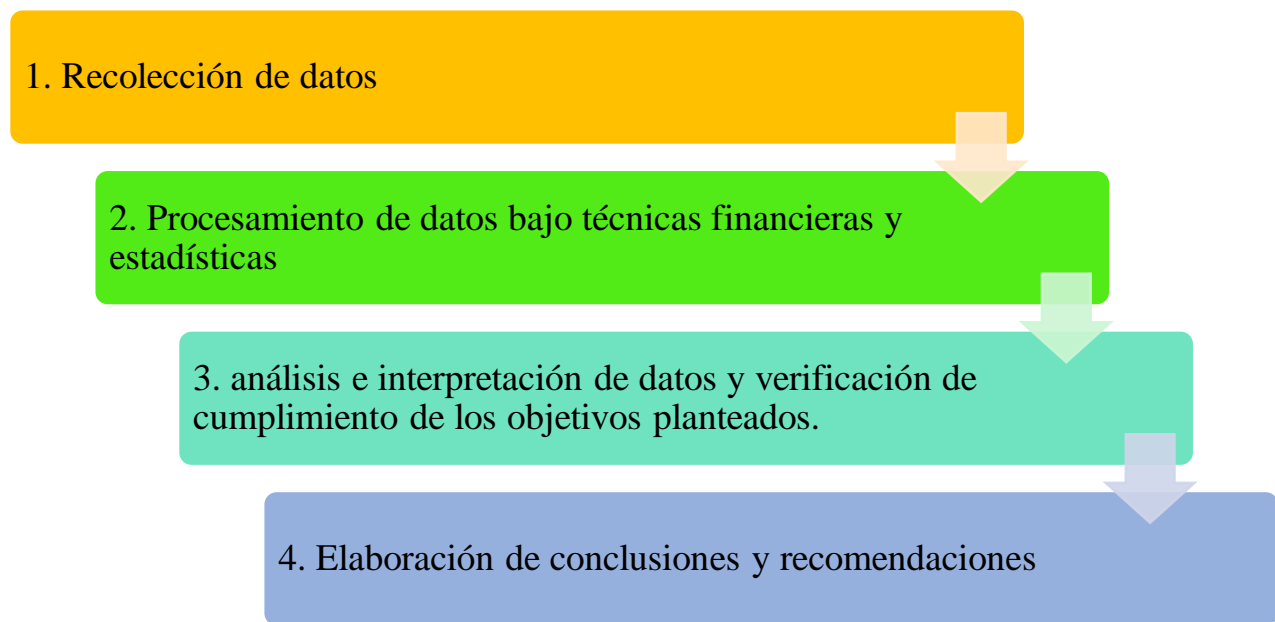 1. Recolección de datos
2. Procesamiento de datos bajo técnicas financieras y
estadísticas
3. análisis e interpretación de datos y verificación de
cumplimiento de los objetivos planteados.
4. Elaboración de conclusiones y recomendaciones